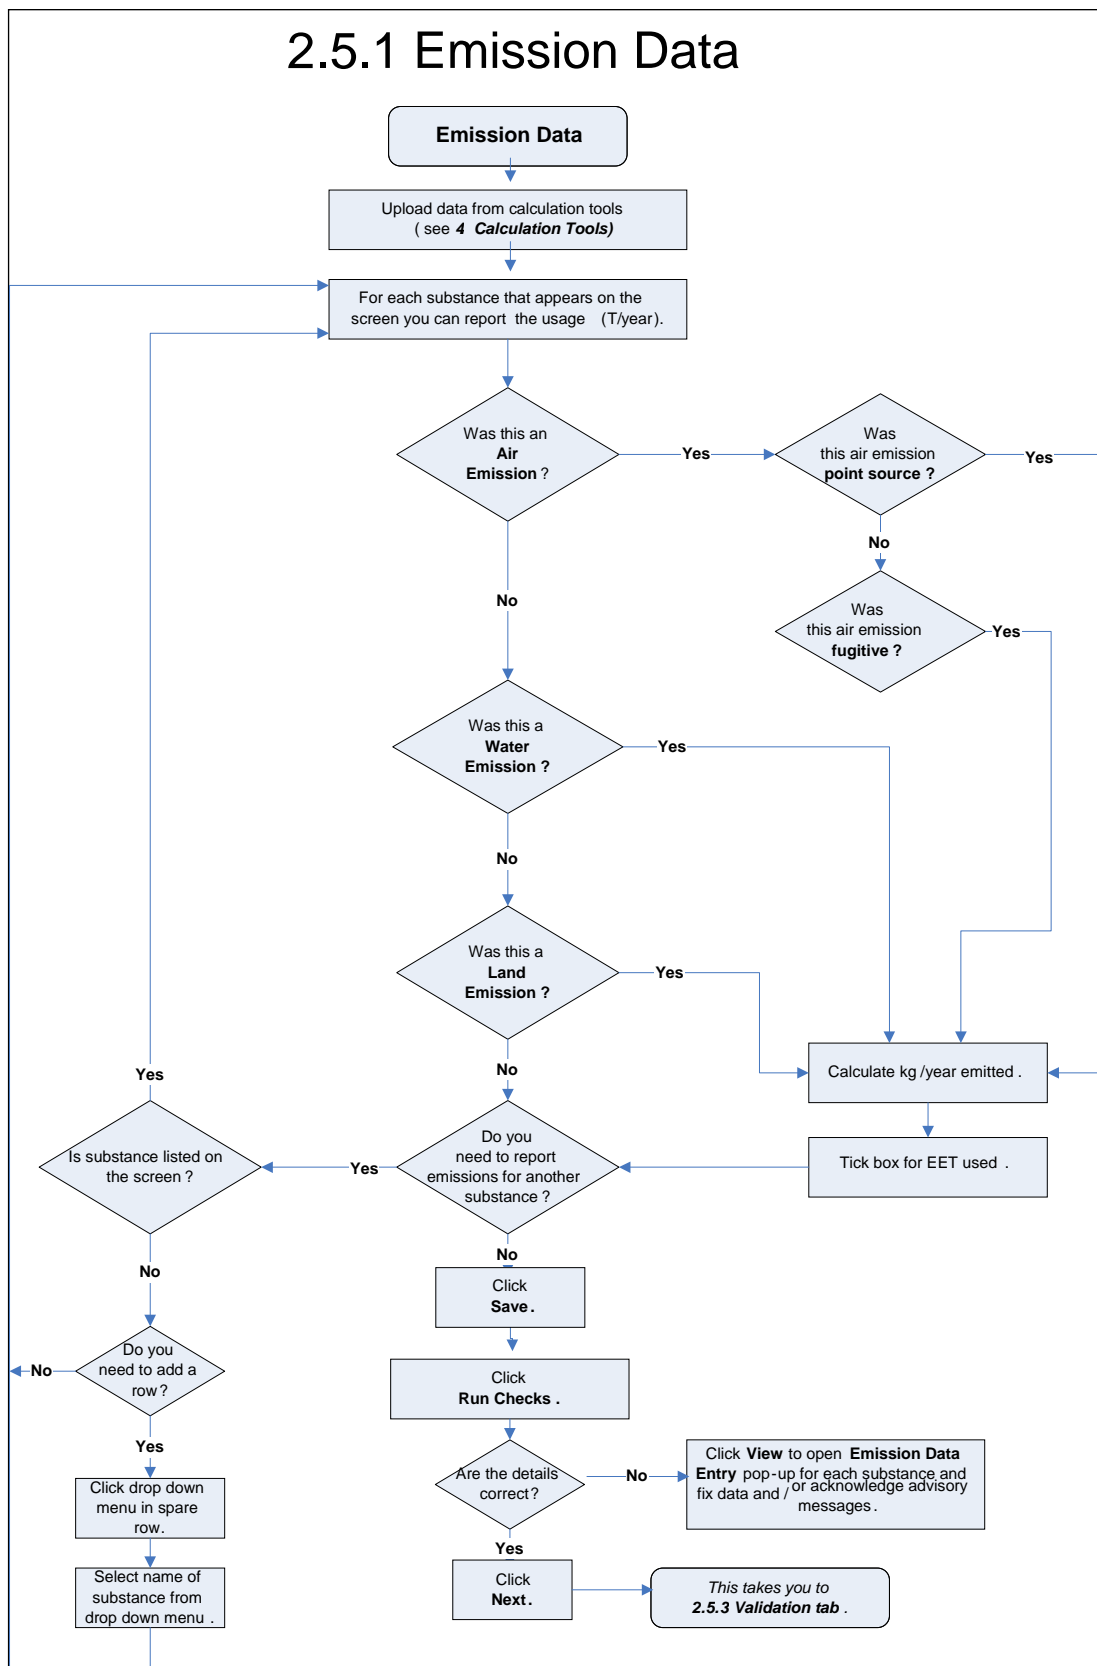 2.5.1 Emission Data
Emission Data
Upload data from calculation tools
( see 4 Calculation Tools)
For each substance that appears on the
screen you can report the usage (T/year).
Was this an
Air
Emission ?
Yes
Was
this air emission
point source ?
Yes
No
No
Was
this air emission
fugitive ?
Yes
Was this a
Water
Emission ?
Yes
No
Was this a
Land
Emission ?
Yes
No
Calculate kg /year emitted .
Tick box for EET used .
Do you
need to report
emissions for another
substance ?
Yes
Is substance listed on
the screen ?
Yes
No
No
Click
Save .
Do you
need to add a
row ?
No
Yes
Click
Run Checks .
Are the details
correct ?
No
Click View to open Emission Data
Entry pop-up for each substance and
fix data and / or acknowledge advisory
messages .
Click drop down
menu in spare
row.
Yes
Select name of
substance from
drop down menu .
Click
Next .
This takes you to
2.5.3 Validation tab .